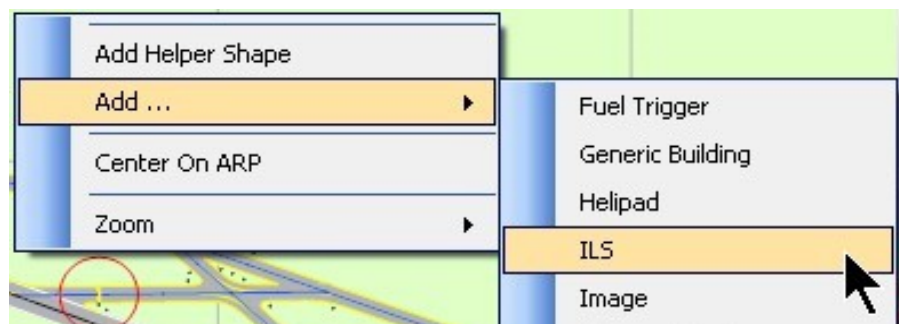 Add Helper Shape
Add ...
Center On ARP
Zoom
Fuel Trigger
Generic Building
Helipad
ILS
Image